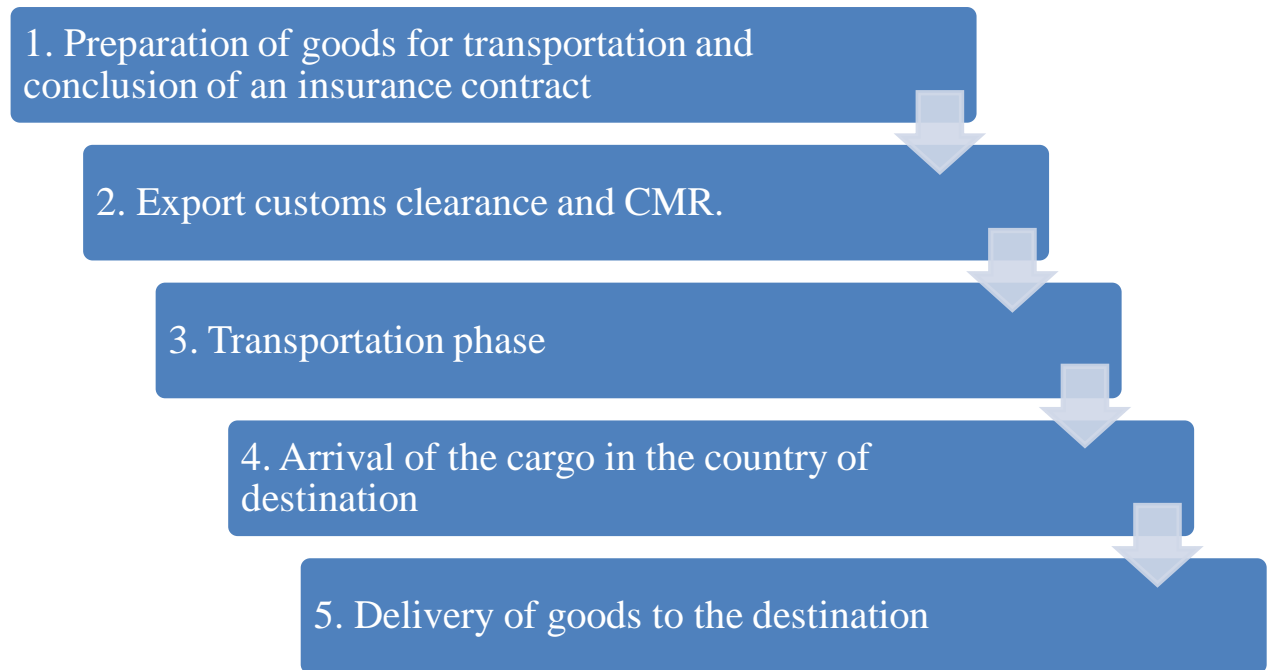 1. Preparation of goods for transportation and
conclusion of an insurance contract
2. Export customs clearance and CMR.
3. Transportation phase
4. Arrival of the cargo in the country of
destination
5. Delivery of goods to the destination